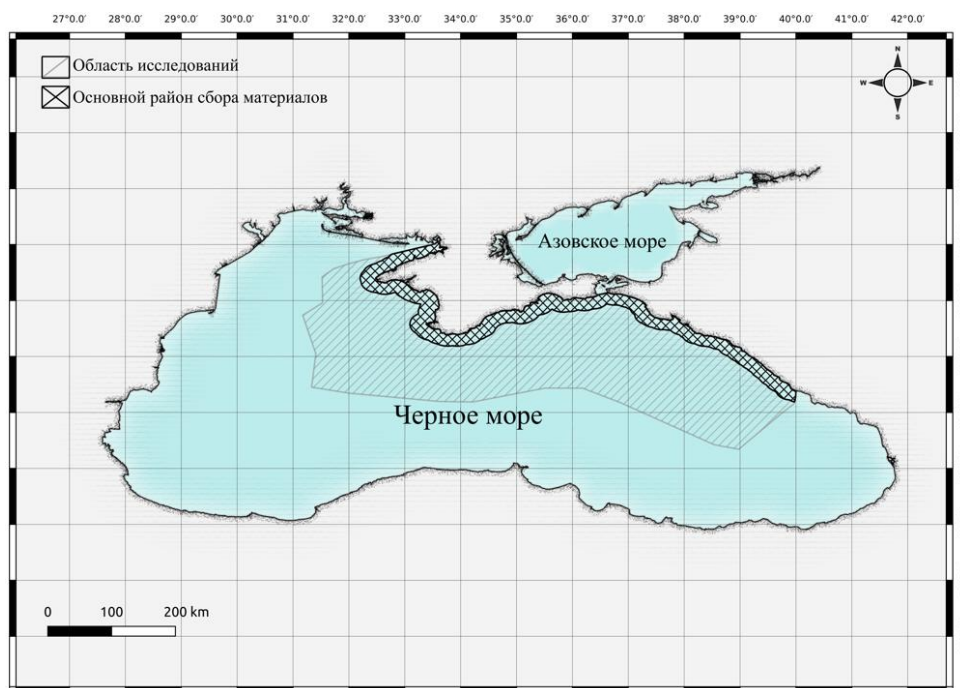 27°0.0' 28°0.0' 29°0.0' 30°0.0' 31°0.0' 32°0.0' 33°0.0' 34°0.0' 35°0.0' 36°0.0' 37°0.0' 38°0.0' 39°0.0' 40°0.0' 41°0.0' 42°0.0'
Область исследований
Основной район сбора материалов
N
W E
S
Азовское море
Черное море
0 100 200 km